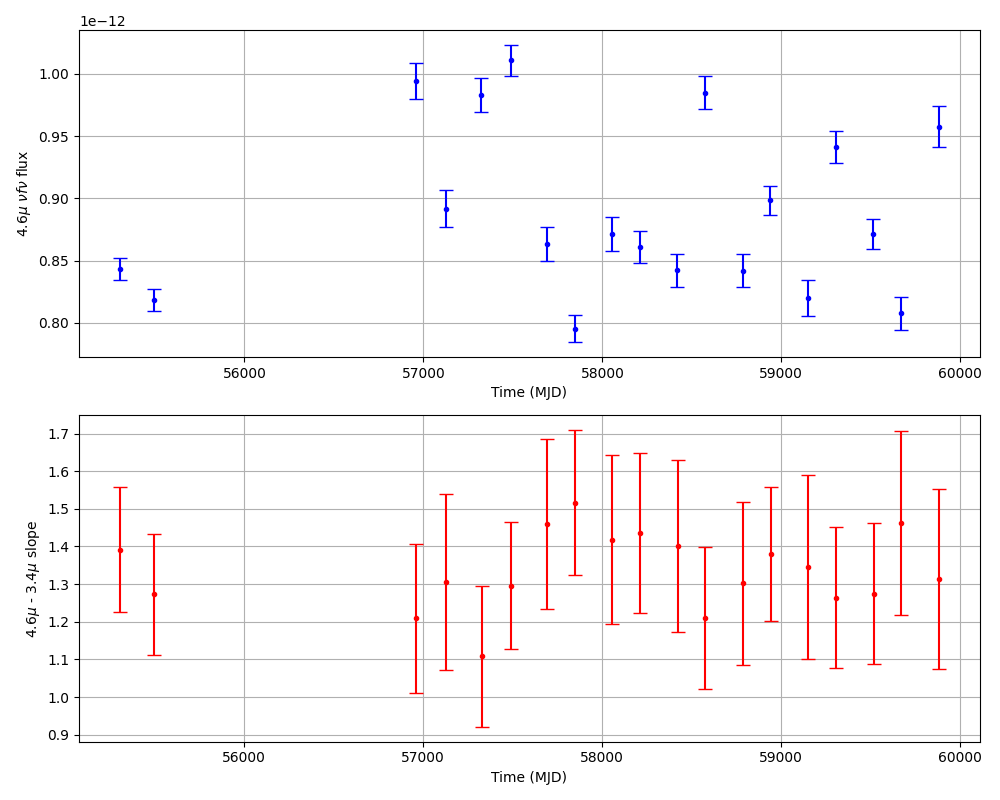 1e−12
4.6μ νfν flux
1.00
0.95
0.90
0.85
0.80
56000 57000 58000 59000 60000
Time (MJD)
4.6μ - 3.4μ slope
1.7
1.6
1.5
1.4
1.3
1.2
1.1
1.0
0.9
56000 57000 58000 59000 60000
Time (MJD)